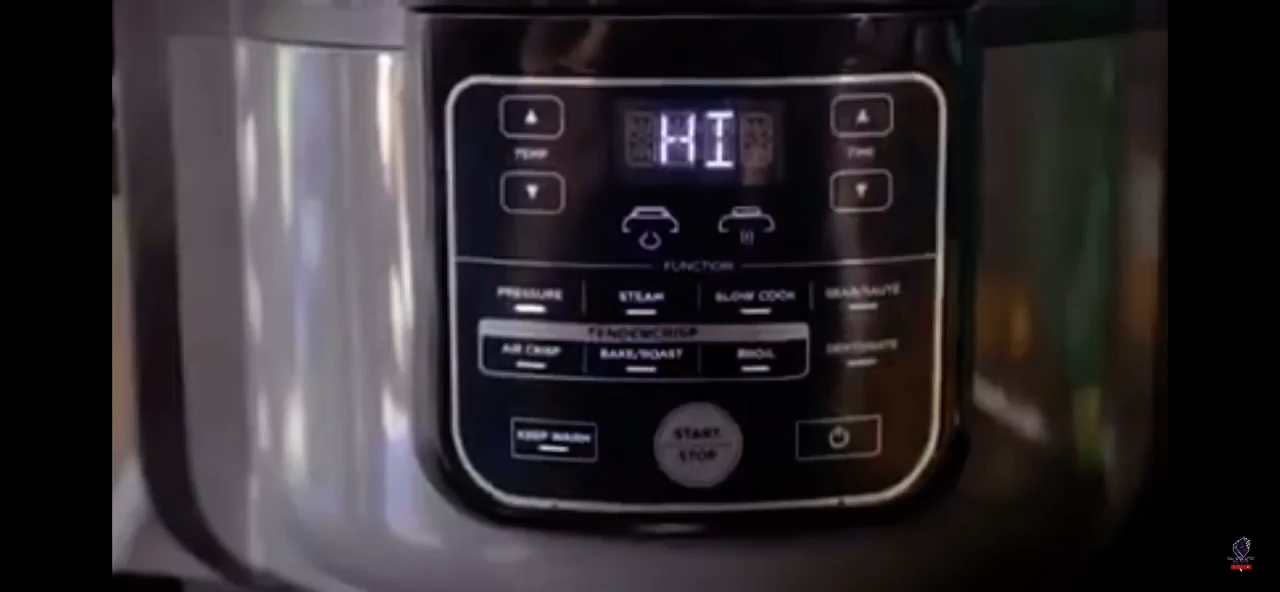 HI
TEMP TIME
FUNCTION
PRESSURE STEAM SLOW COOK SEAR/SAUTÉ
TENDERCRISP
AIR CRISP BAKE/ROAST BROIL DEHYDRATE
KEEP WARM START
STOP